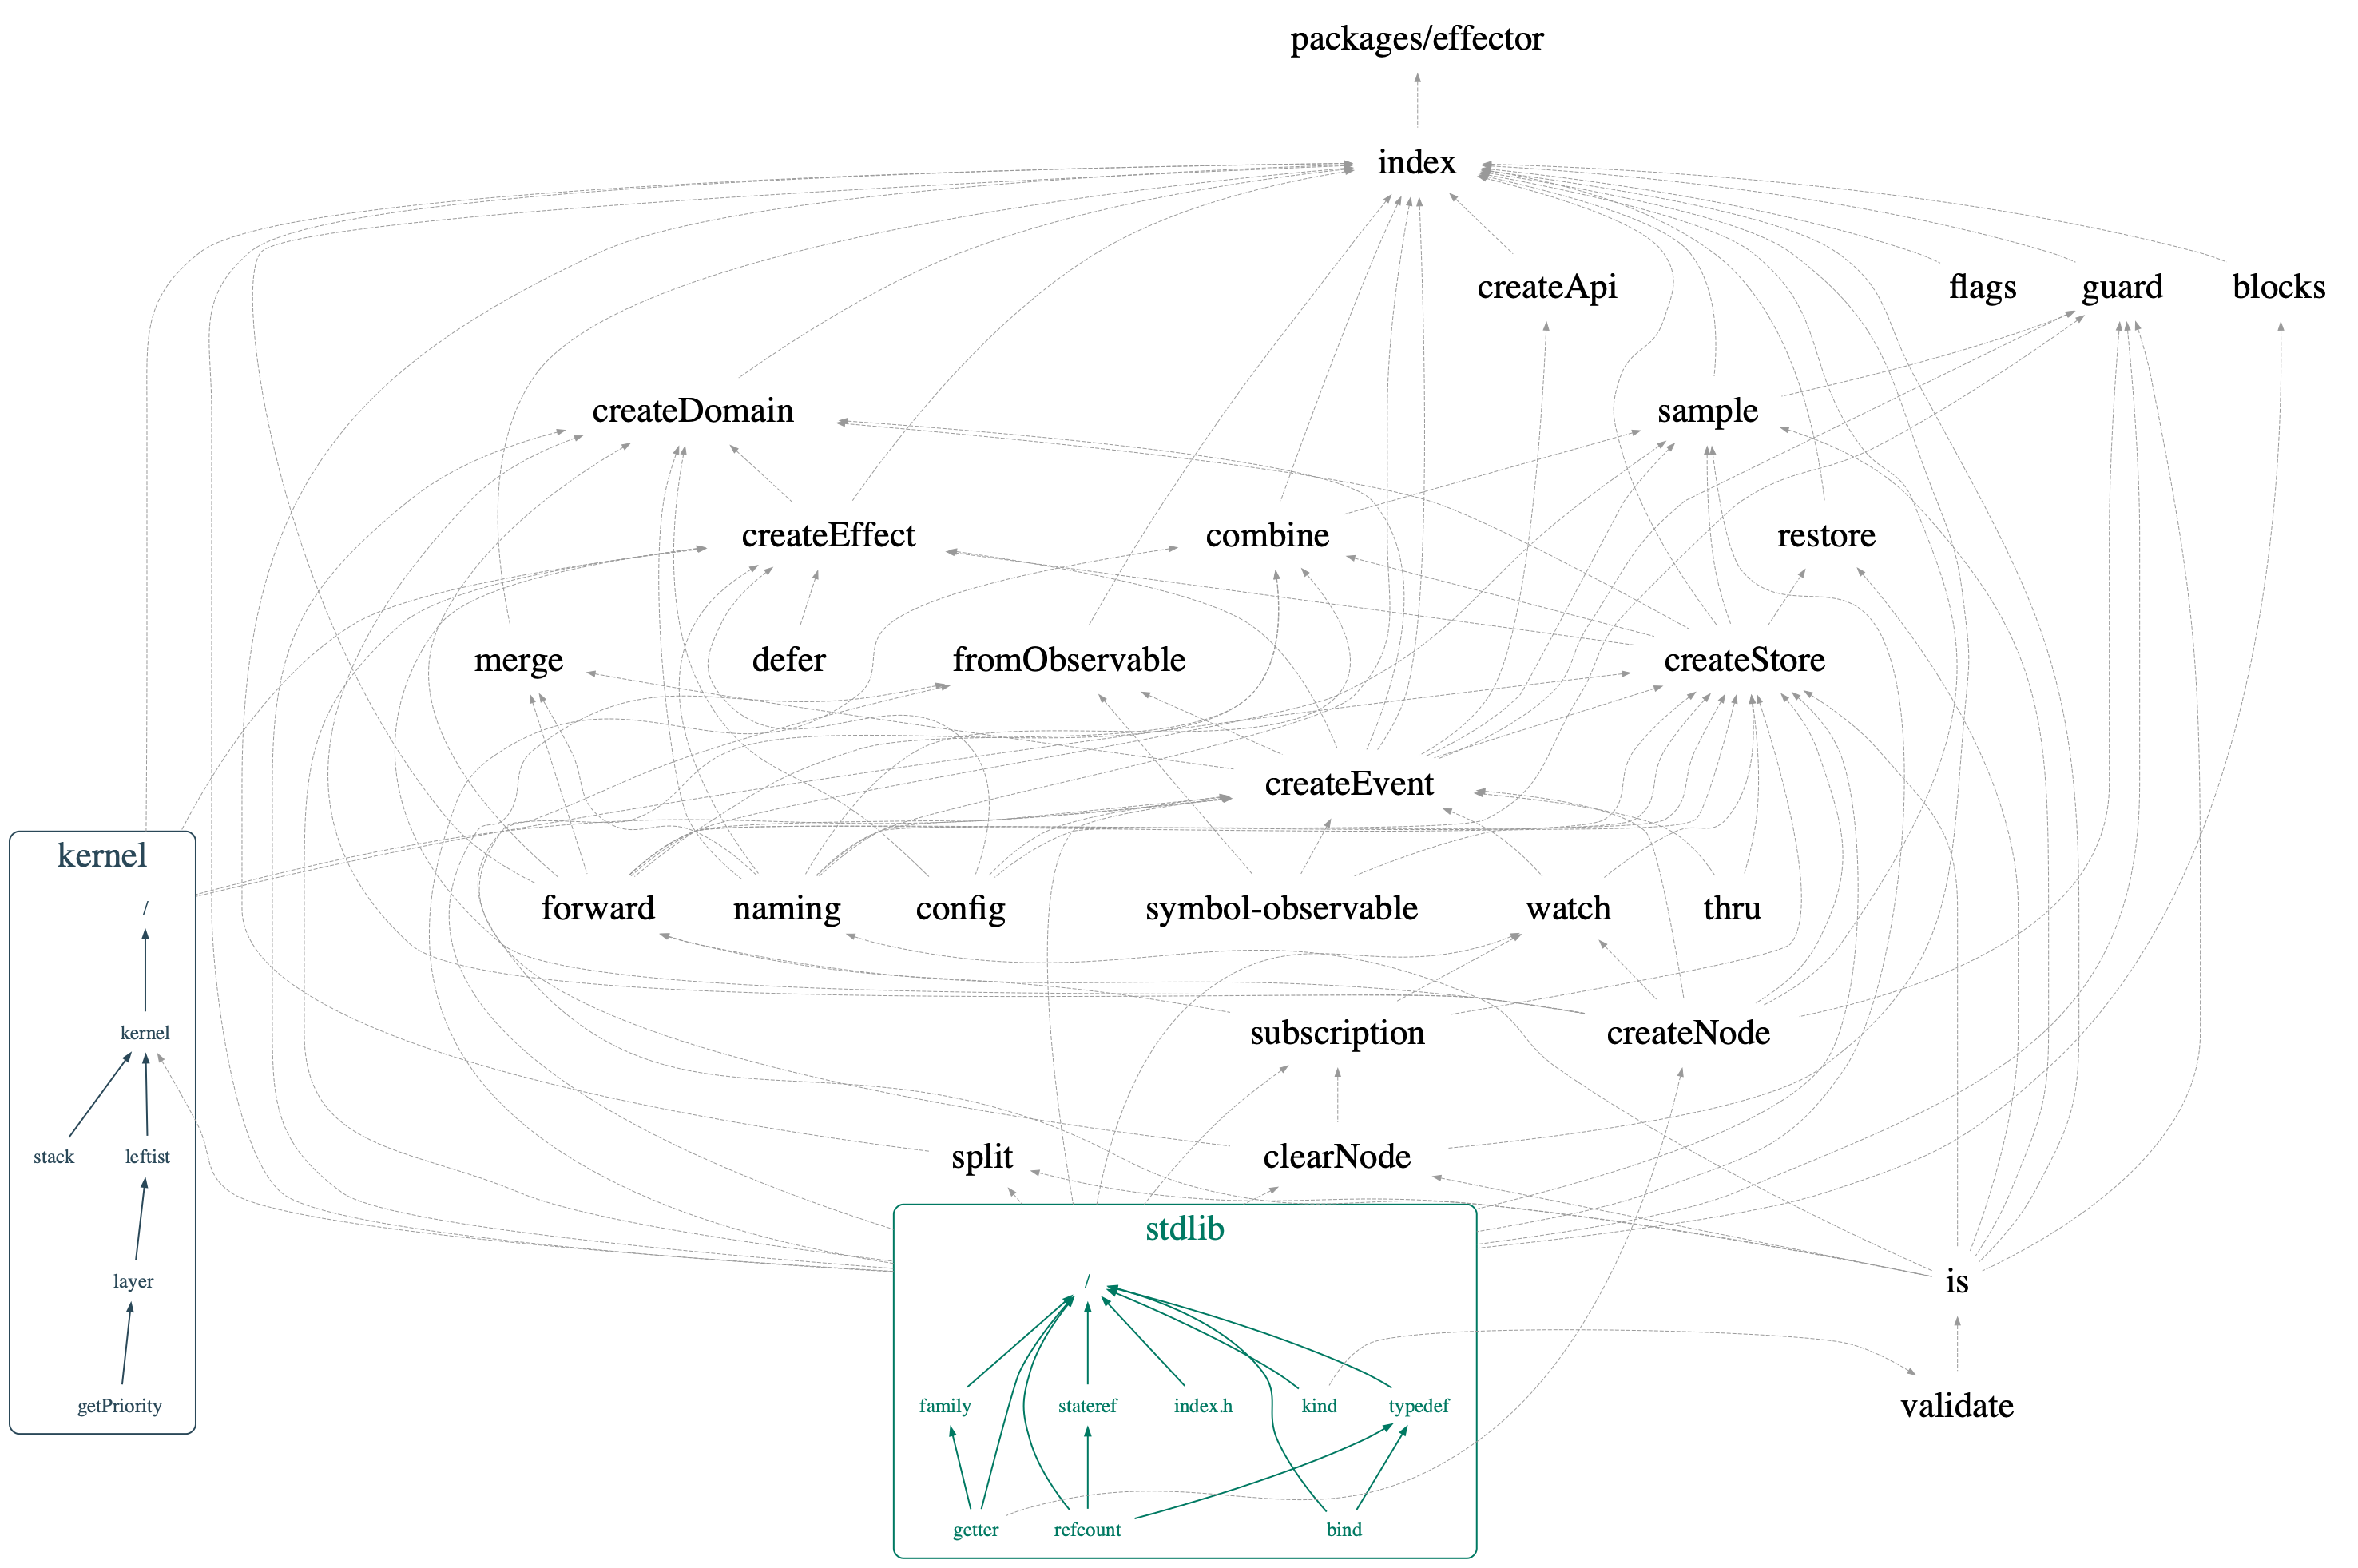 packages/effector
index
createApi
flags
guard
blocks
createDomain
sample
createEffect
combine
restore
merge
defer
fromObservable
createStore
createEvent
kernel
/
forward
naming
config
symbol-observable
watch
thru
kernel
subscription
createNode
stack
leftist
split
clearNode
stdlib
layer
/
is
getPriority
family
stateref
index.h
kind
typedef
validate
getter
refcount
bind